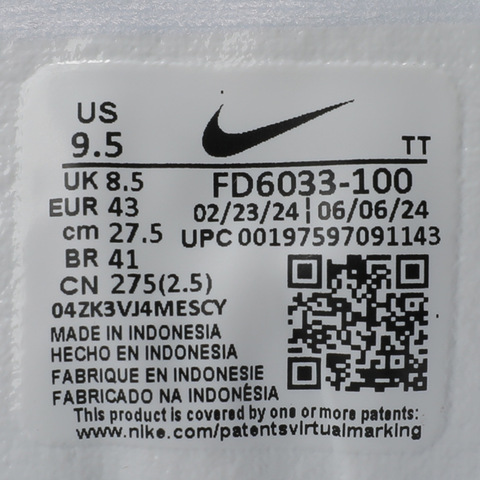 US
9.5
TT
UK 8.5
FD6033-100
EUR 43
02/23/24 | 06/06/24
cm 27.5
UPC 00197597091143
BR 41
CN 275(2.5)
04ZK3VJ4MESCY
MADE IN INDONESIA
HECHO EN INDONESIA
FABRIQUE EN INDONESIE
FABRICADO NA INDONÉSIA
This product is covered by one or more patents:
www.nike.com/patentsvirtualmarking